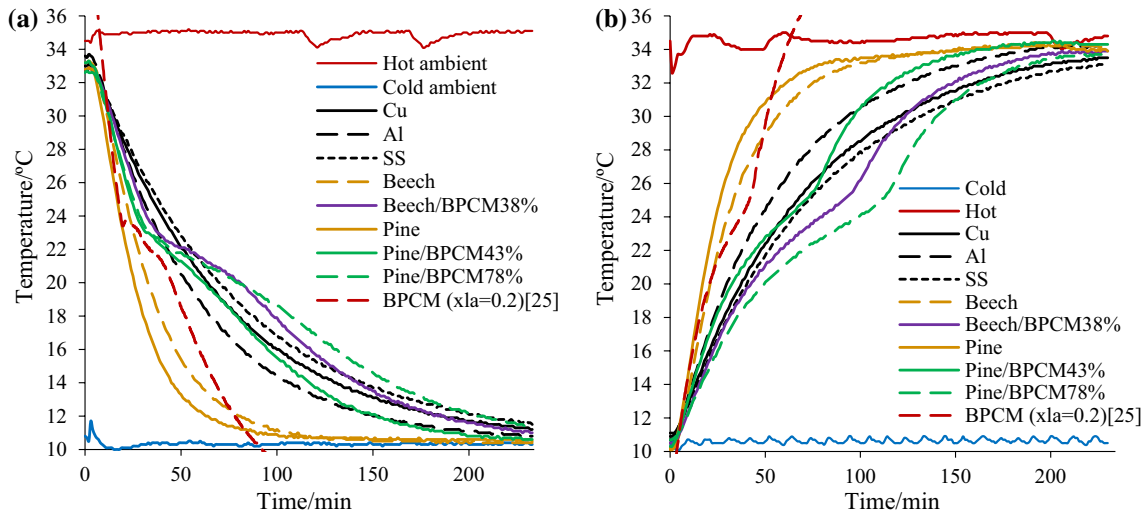 (a)
36
34
32
30
28
26
24
22
20
18
16
14
12
10
Temperature/ºC
Hot ambient
Cold ambient
Cu
Al
SS
Beech
Beech/BPCM38%
Pine
Pine/BPCM43%
Pine/BPCM78%
BPCM (xla=0.2)[25]
0 50 100 150 200
Time/min
(b)
36
34
32
30
28
26
24
22
20
18
16
14
12
10
Temperature/ºC
Cold
Hot
Cu
Al
SS
Beech
Beech/BPCM38%
Pine
Pine/BPCM43%
Pine/BPCM78%
BPCM (xla=0.2)[25]
0 50 100 150 200
Time/min